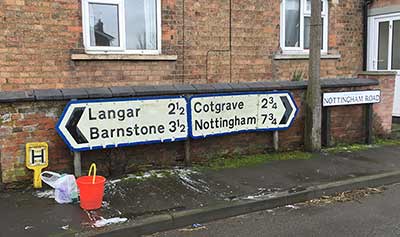 Langar 2½
Barnstone 3½
Cotgrave 2¾
Nottingham 7¾
NOTTINGHAM ROAD
H